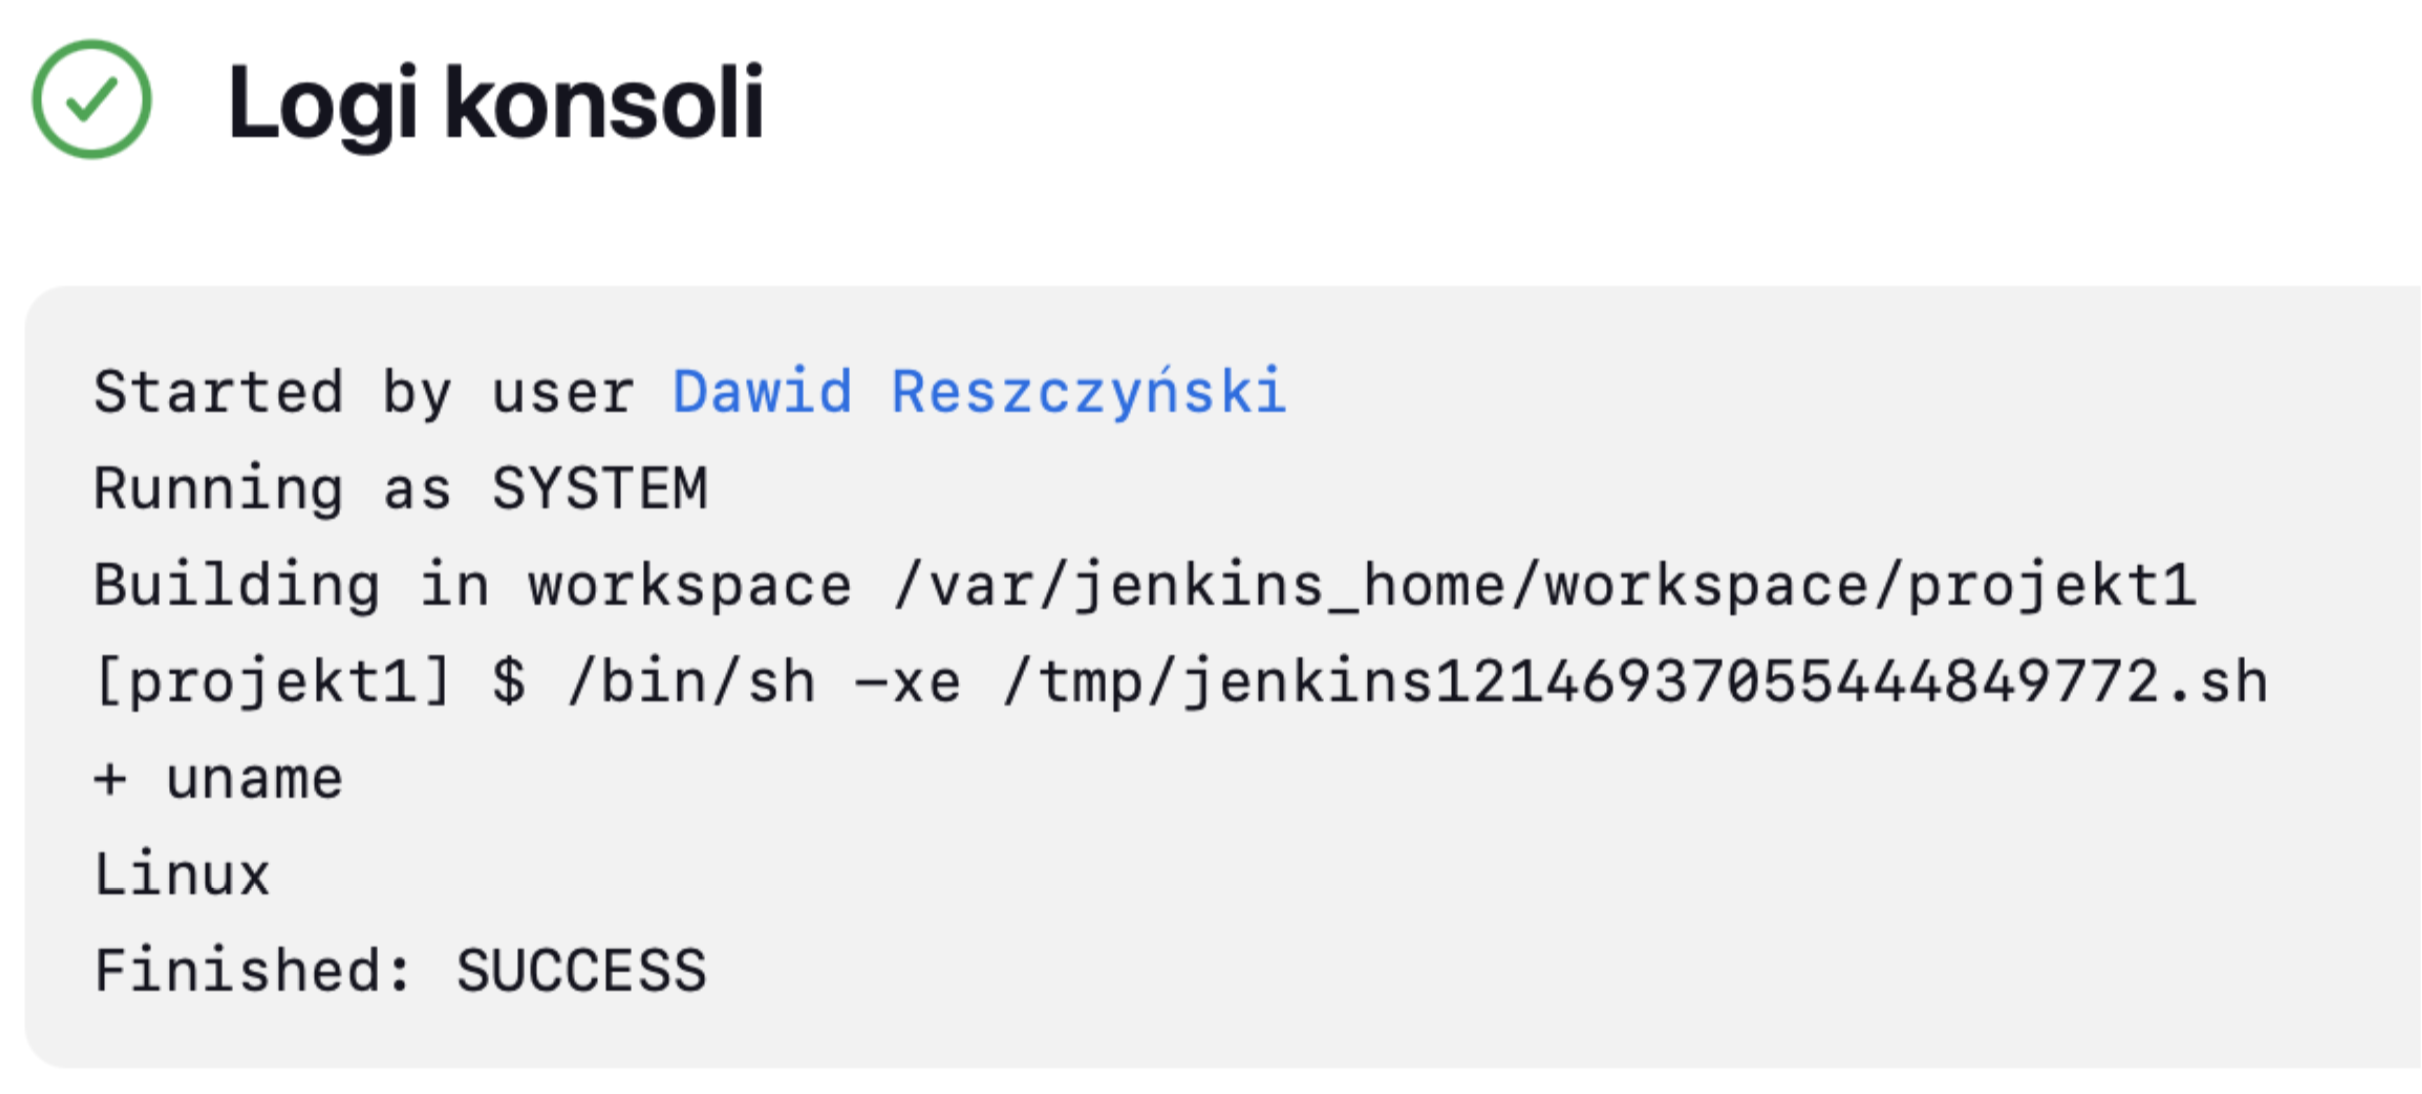 Logi konsoli
Started by user Dawid Reszczyński
Running as SYSTEM
Building in workspace /var/jenkins_home/workspace/projekt1
[projekt1] $ /bin/sh -xe /tmp/jenkins12146937055444849772.sh
+ uname
Linux
Finished: SUCCESS